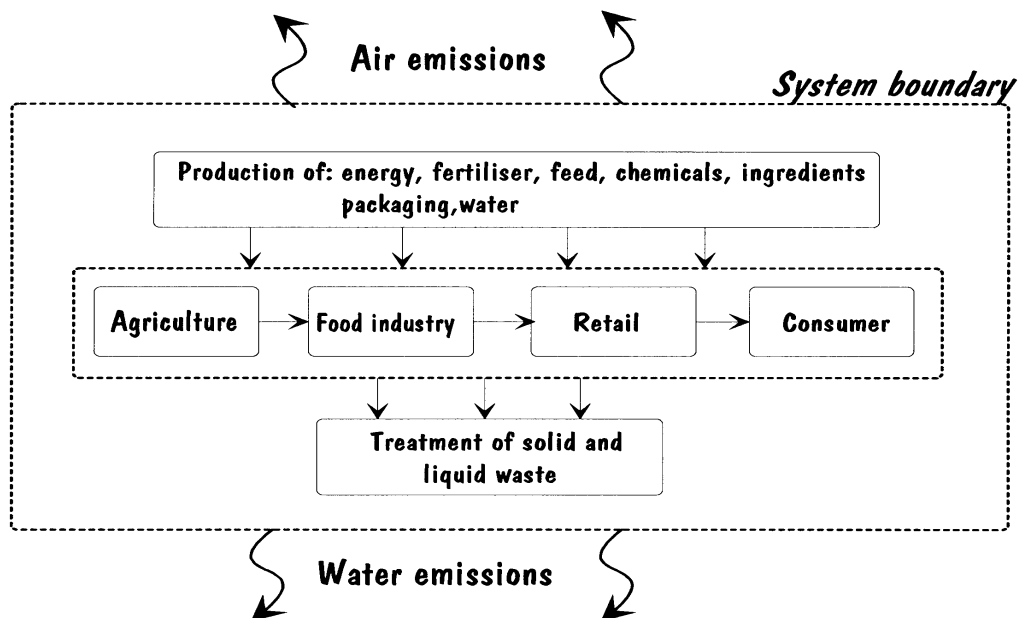 Air emissions
System boundary
Production of: energy, fertiliser, feed, chemicals, ingredients
packaging,water
Agriculture
Food industry
Retail
Consumer
Treatment of solid and
liquid waste
Water emissions